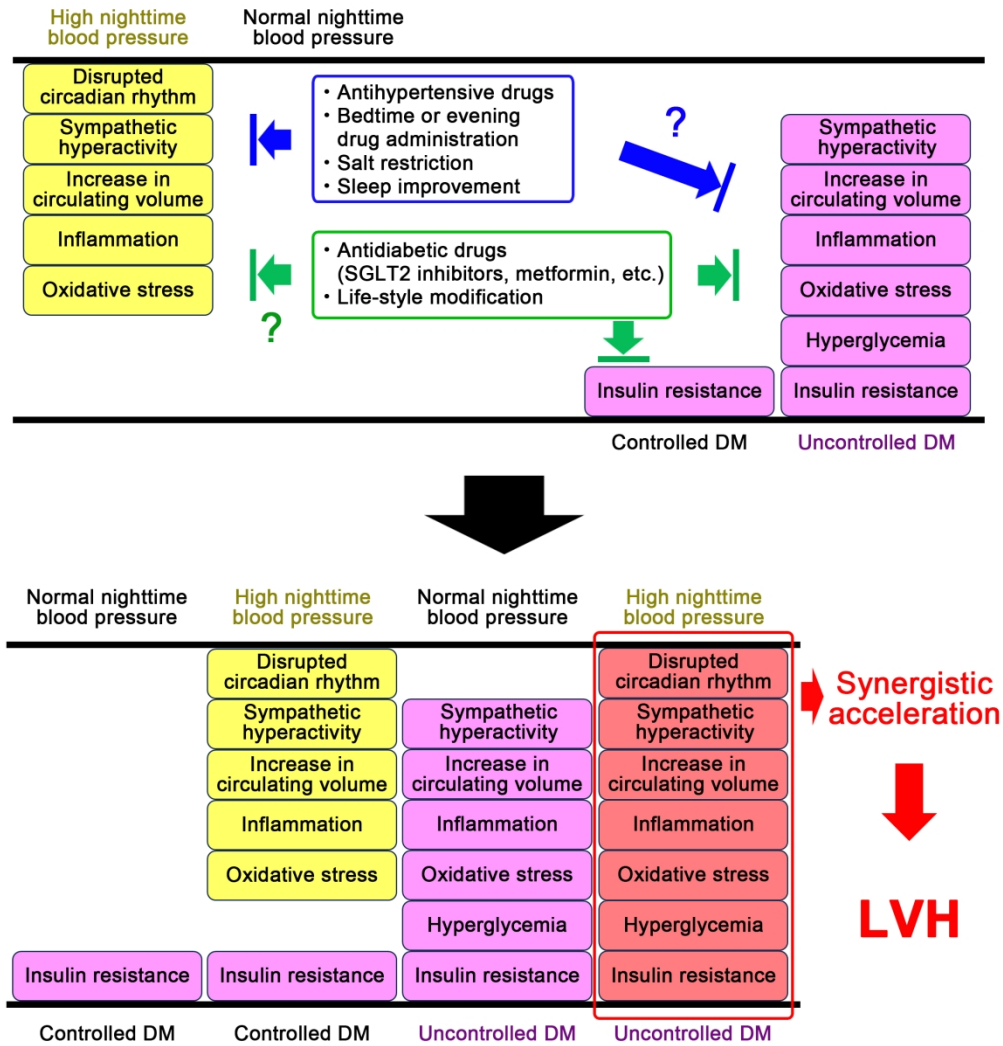 High nighttime
blood pressure
Normal nighttime
blood pressure
Disrupted
circadian rhythm
Sympathetic
hyperactivity
Increase in
circulating volume
Inflammation
Oxidative stress
・Antihypertensive drugs
・Bedtime or evening
drug administration
・Salt restriction
・Sleep improvement
?
・Antidiabetic drugs
(SGLT2 inhibitors, metformin, etc.)
・Life-style modification
?
Sympathetic
hyperactivity
Increase in
circulating volume
Inflammation
Oxidative stress
Hyperglycemia
Insulin resistance
Insulin resistance
Controlled DM
Uncontrolled DM
Normal nighttime
blood pressure
High nighttime
blood pressure
Normal nighttime
blood pressure
High nighttime
blood pressure
Insulin resistance
Disrupted
circadian rhythm
Sympathetic
hyperactivity
Increase in
circulating volume
Inflammation
Oxidative stress
Insulin resistance
Sympathetic
hyperactivity
Increase in
circulating volume
Inflammation
Oxidative stress
Hyperglycemia
Insulin resistance
Disrupted
circadian rhythm
Sympathetic
hyperactivity
Increase in
circulating volume
Inflammation
Oxidative stress
Hyperglycemia
Insulin resistance
Synergistic
acceleration
LVH
Controlled DM
Controlled DM
Uncontrolled DM
Uncontrolled DM